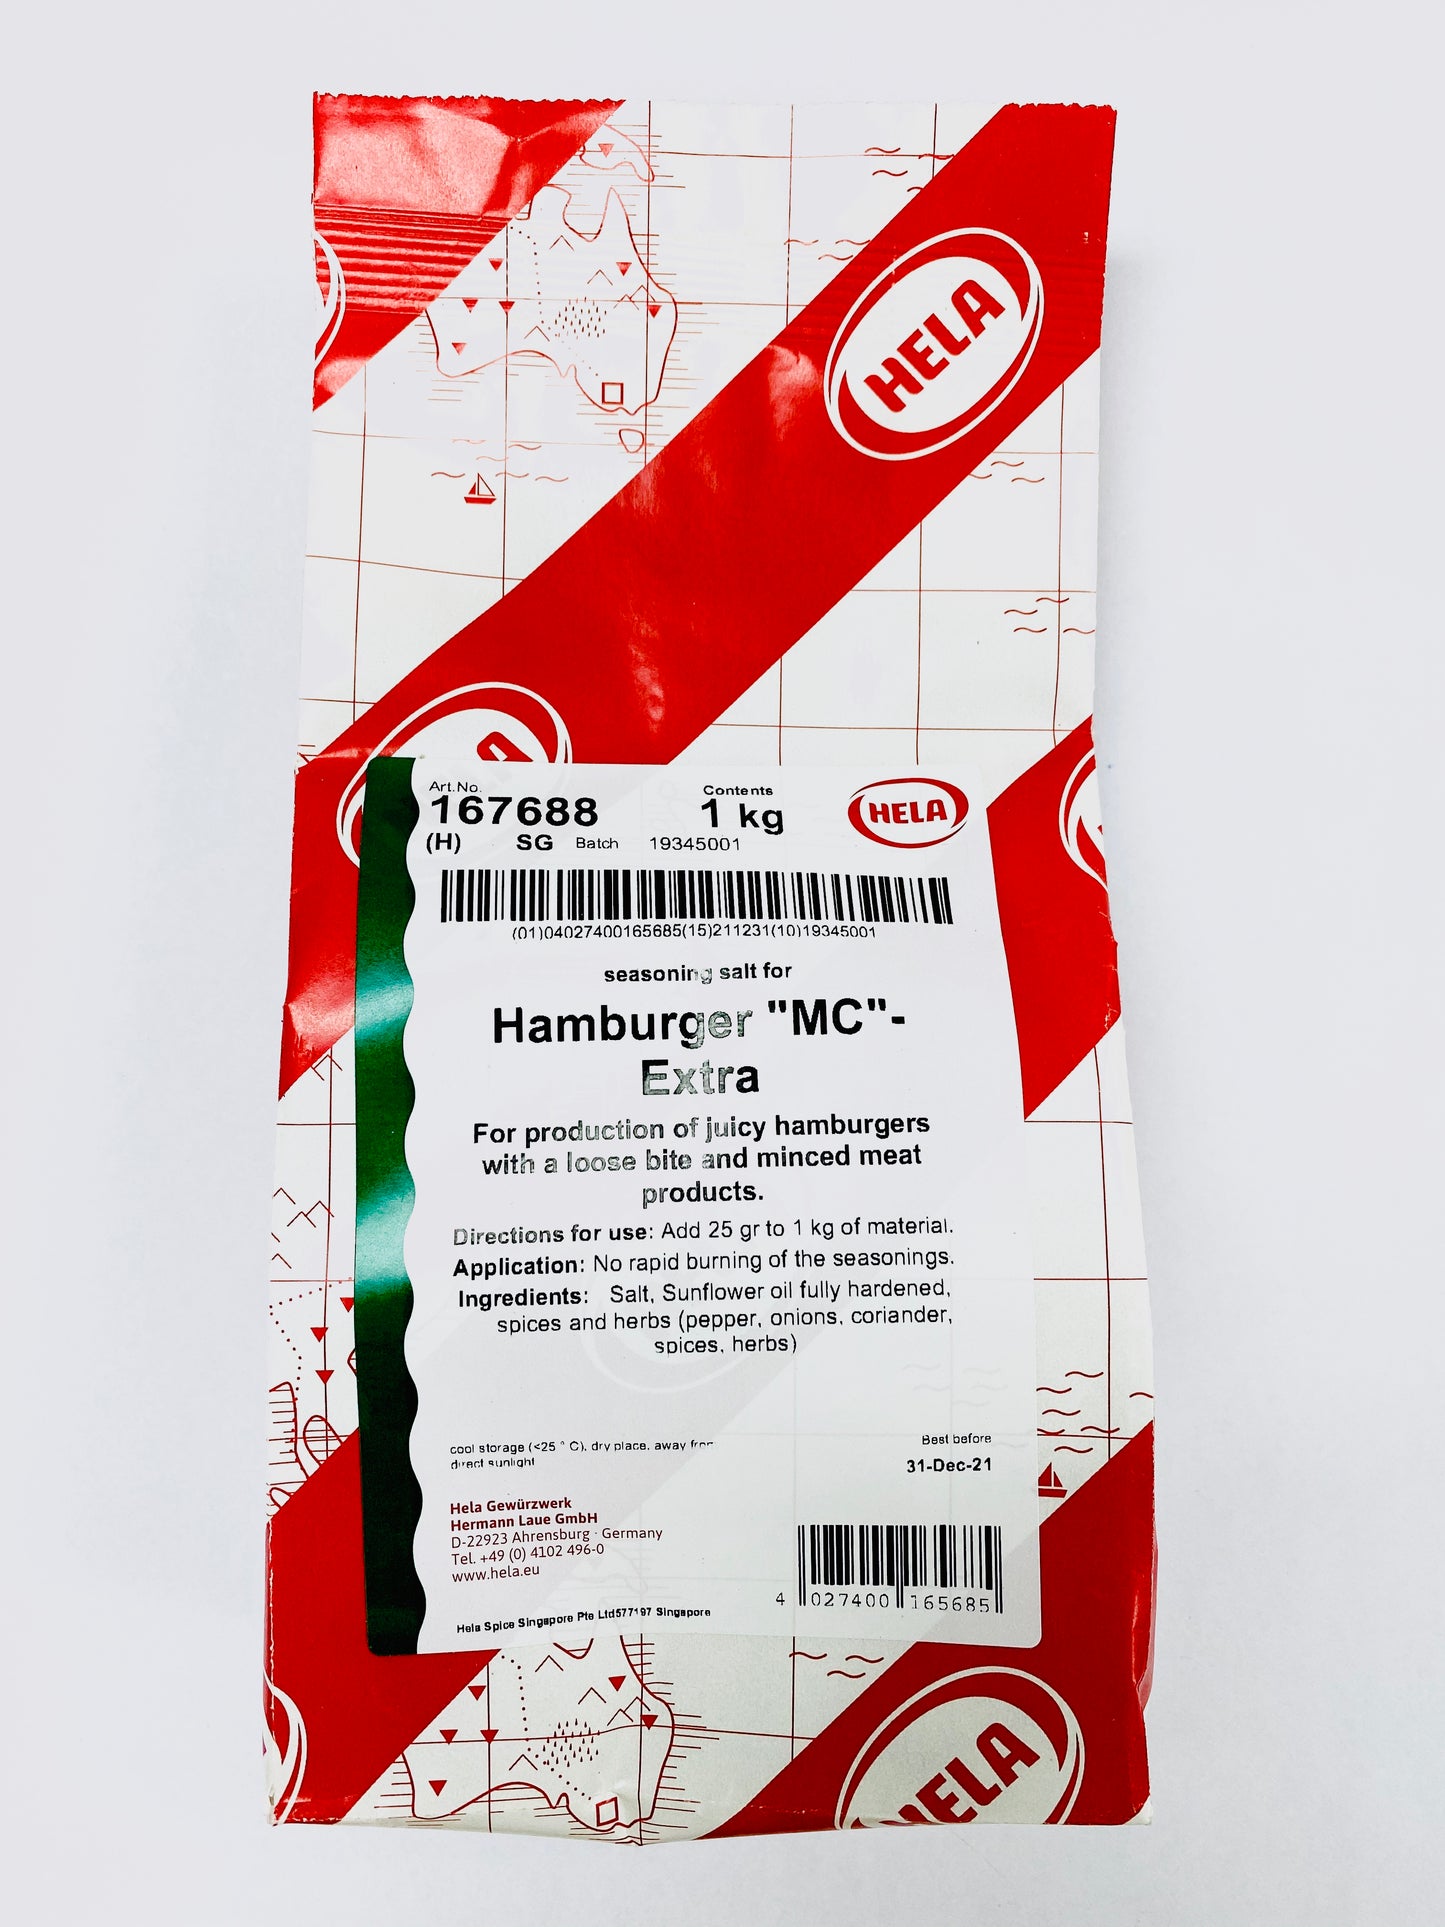 HELA
Art.No.
167688
Contents
1 kg
HELA
(H) SG Batch 19345001
(01)04027400165685(15)211231(10)19345001
seasoning salt for
Hamburger "MC"-
Extra
For production of juicy hamburgers
with a loose bite and minced meat
products.
Directions for use: Add 25 gr to 1 kg of material.
Application: No rapid burning of the seasonings.
Ingredients: Salt, Sunflower oil fully hardened,
spices and herbs (pepper, onions, coriander,
spices, herbs)
cool storage (<25 ° C), dry place, away from
direct sunlight
Best before
31-Dec-21
Hela Gewürzwerk
Hermann Laue GmbH
D-22923 Ahrensburg · Germany
Tel. +49 (0) 4102 496-0
www.hela.eu
4 027400 165685
Hela Spice Singapore Pte Ltd577197 Singapore
HELA